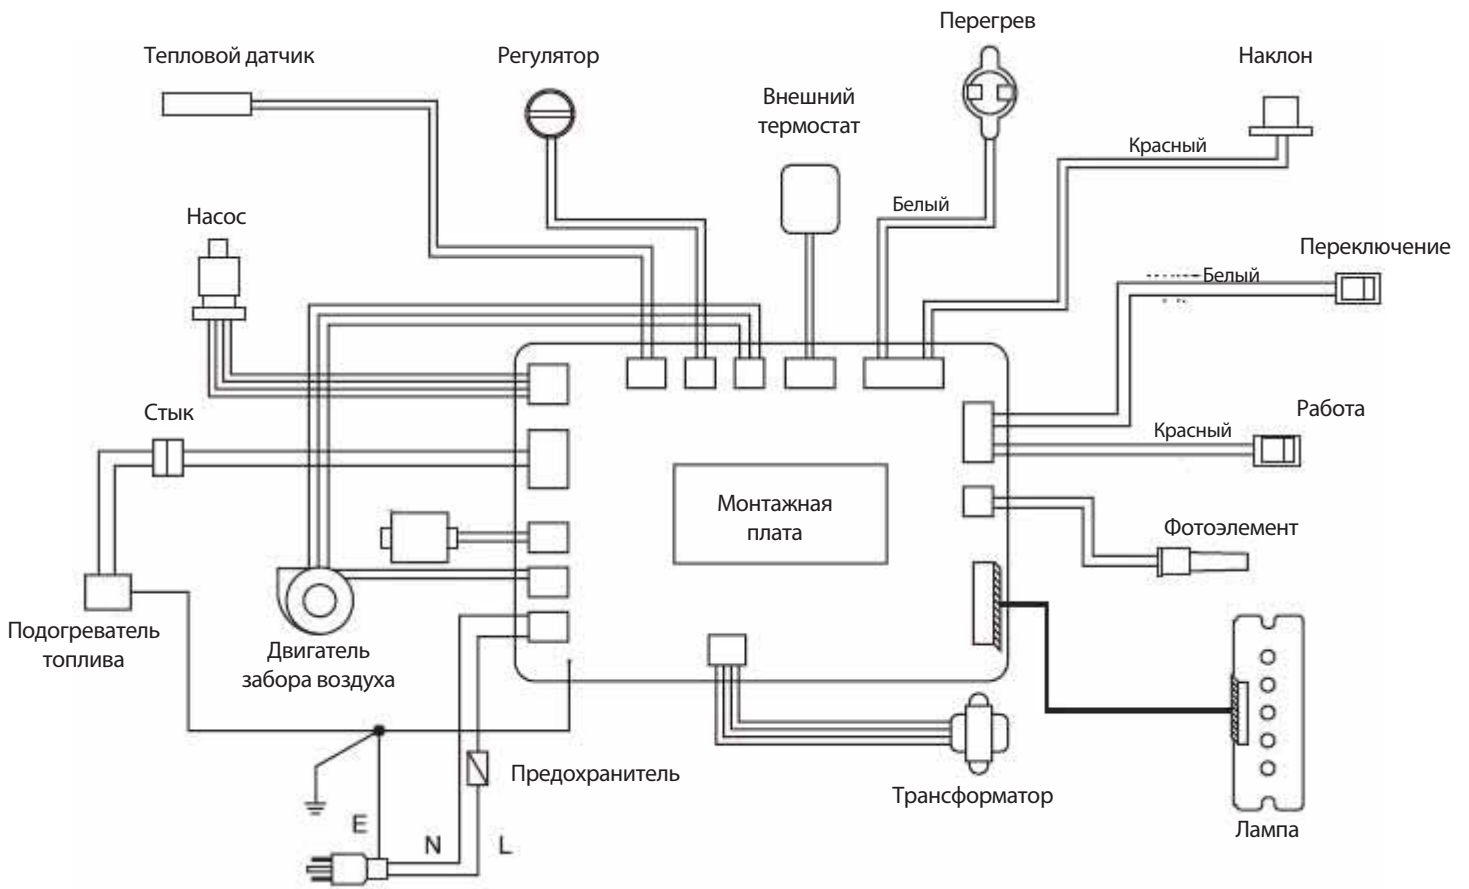 Перегрев
Тепловой датчик
Регулятор
Наклон
Внешний
термостат
Красный
Белый
Насос
Переключение
Белый
Стык
Работа
Красный
Монтажная
плата
Фотоэлемент
Подогреватель
топлива
Двигатель
забора воздуха
Предохранитель
Трансформатор
E
N
L
Лампа